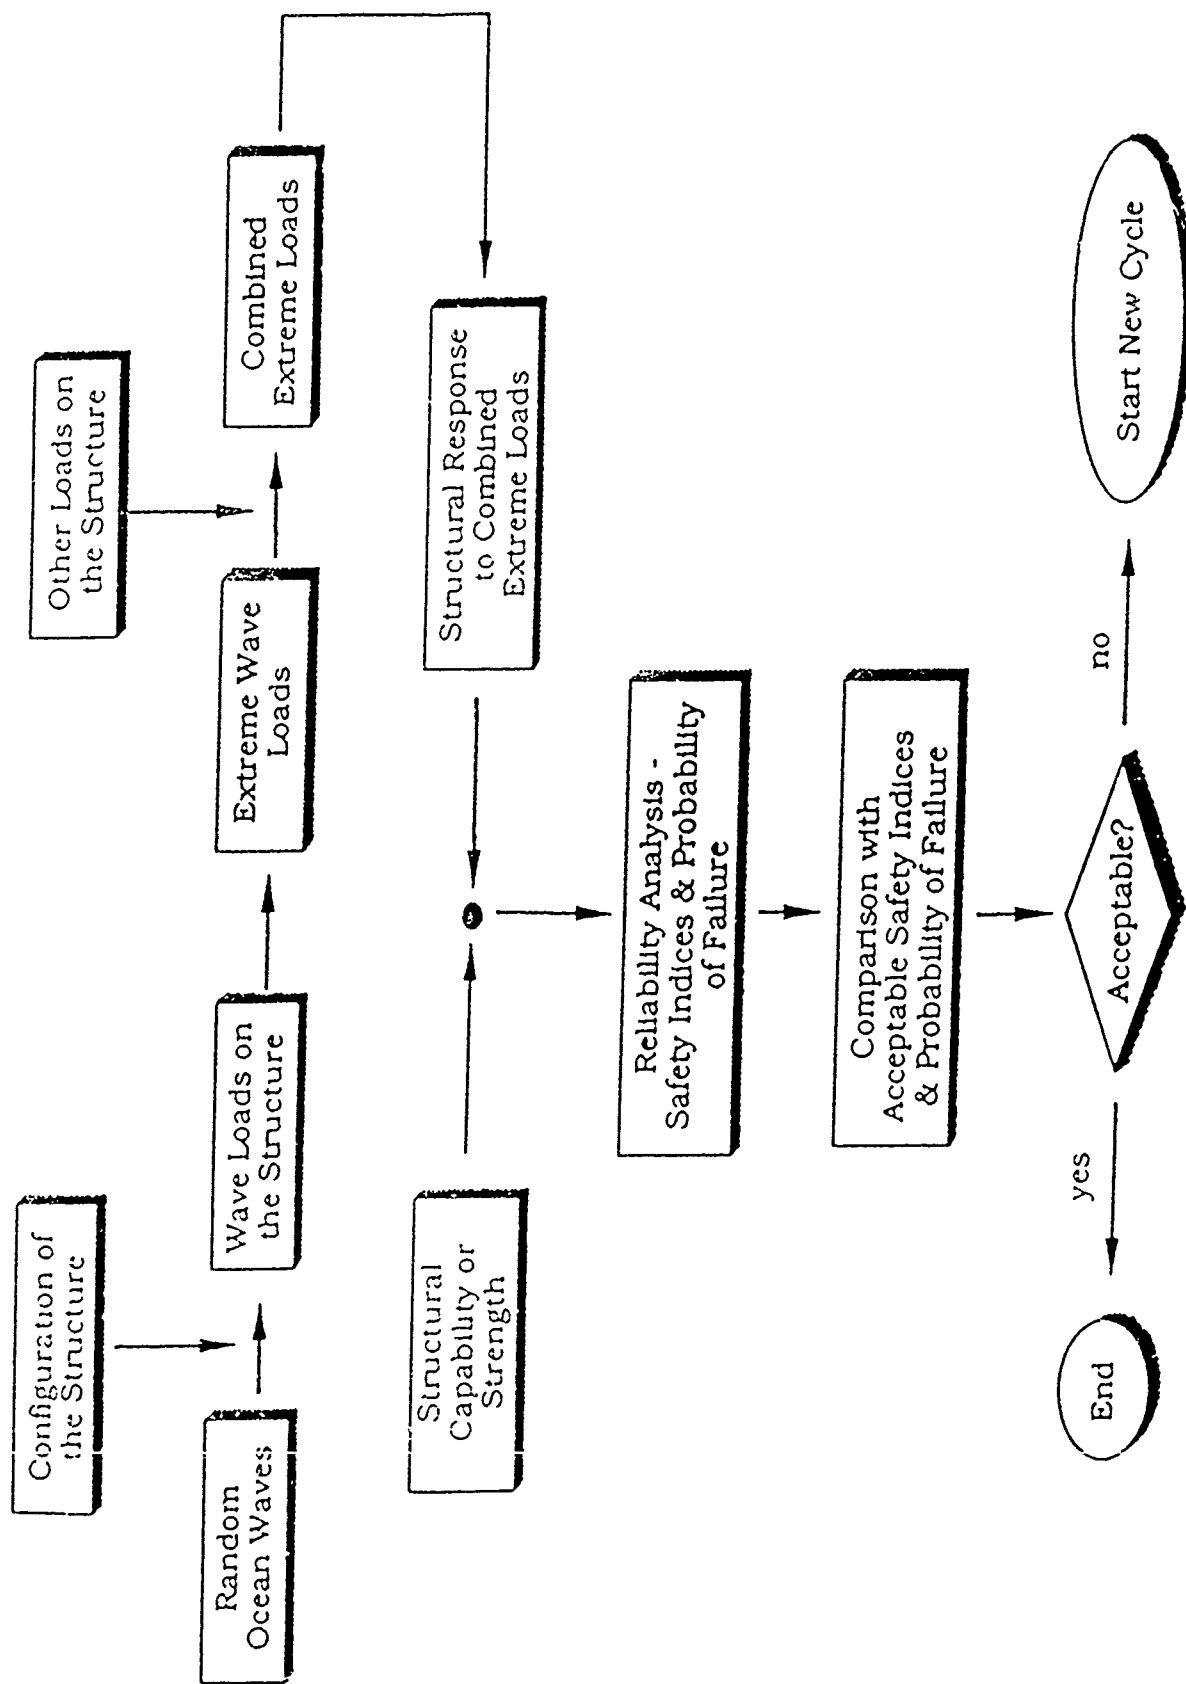 Configuration of
the Structure
Other Loads on
the Structure
Random
Ocean Waves
Wave Loads on
the Structure
Extreme Wave
Loads
Combined
Extreme Loads
Structural
Capability or
Strength
Structural Response
to Combined
Extreme Loads
Reliability Analysis -
Safety Indices & Probability
of Failure
Comparison with
Acceptable Safety Indices
& Probability of Failure
yes
Acceptable?
no
End
Start New Cycle